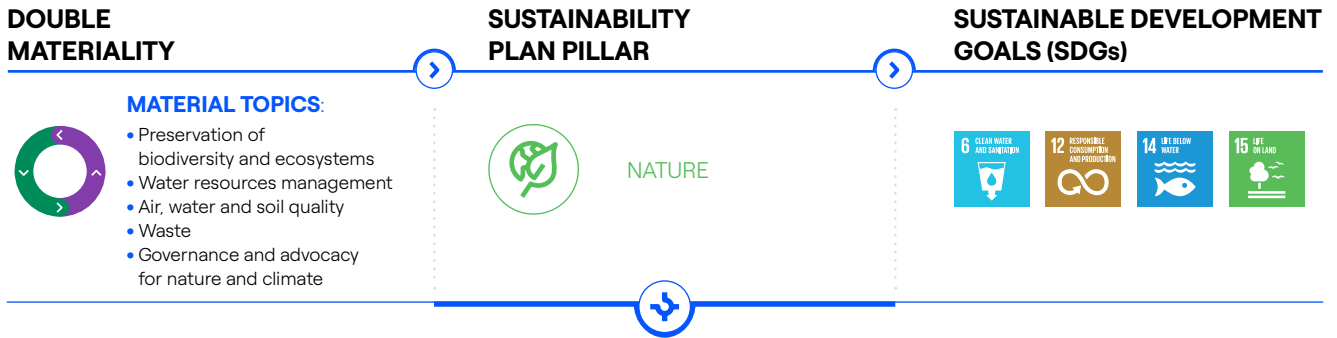 DOUBLE
MATERIALITY
SUSTAINABILITY
PLAN PILLAR
SUSTAINABLE DEVELOPMENT
GOALS (SDGs)
MATERIAL TOPICS:
• Preservation of
biodiversity and ecosystems
• Water resources management
• Air, water and soil quality
• Waste
• Governance and advocacy
for nature and climate
NATURE
6 CLEAN WATER
AND SANITATION
12 RESPONSIBLE
CONSUMPTION
AND PRODUCTION
14 LIFE BELOW
WATER
15 LIFE
ON LAND